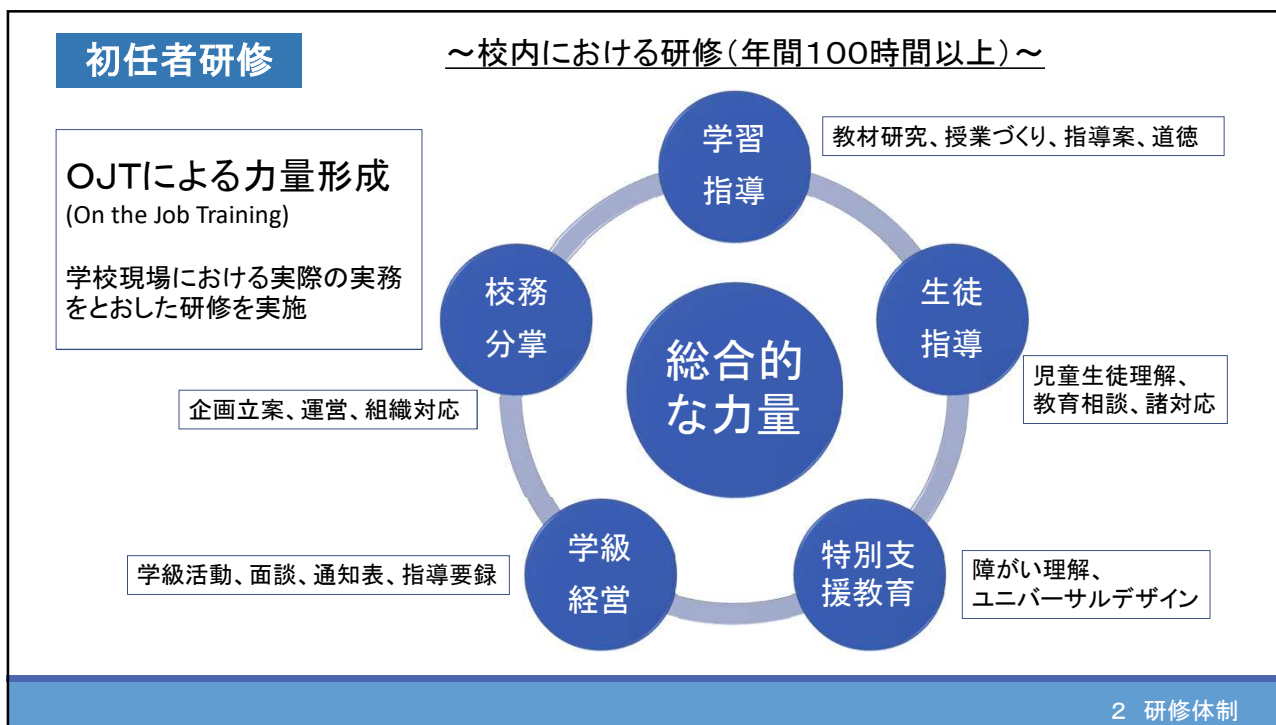 初任者研修
～校内における研修（年間１００時間以上）～
ＯＪＴによる力量形成
(On the Job Training)
学校現場における実際の実務
をとおした研修を実施
学習
指導
教材研究、授業づくり、指導案、道徳
生徒
指導
児童生徒理解、
教育相談、諸対応
特別支
援教育
障がい理解、
ユニバーサルデザイン
学級
経営
学級活動、面談、通知表、指導要録
校務
分掌
企画立案、運営、組織対応
総合的
な力量
２ 研修体制